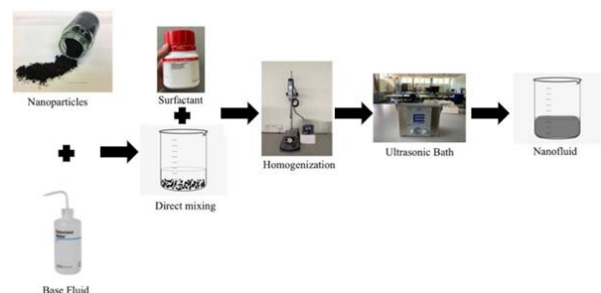 Nanoparticles
Surfactant
Direct mixing
Base Fluid
Homogenization
Ultrasonic Bath
Nanofluid